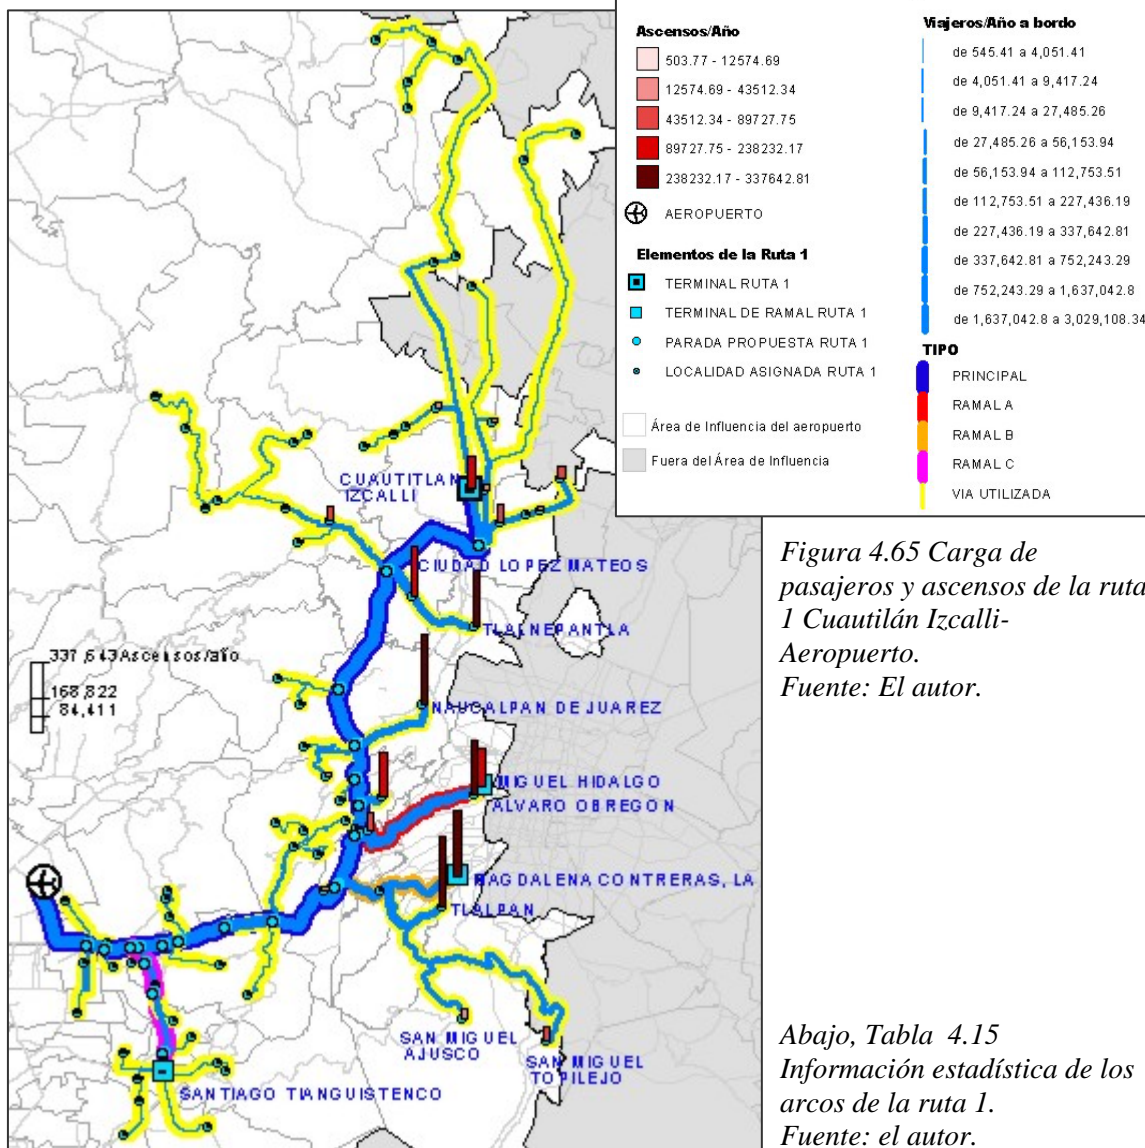 Ascensos/Año
503.77 - 12574.69
12574.69 - 43512.34
43512.34 - 89727.75
89727.75 - 238232.17
238232.17 - 337642.81
AEROPUERTO
Elementos de la Ruta 1
TERMINAL RUTA 1
TERMINAL DE RAMAL RUTA 1
PARADA PROPUESTA RUTA 1
LOCALIDAD ASIGNADA RUTA 1
Área de Influencia del aeropuerto
Fuera del Área de Influencia
Viajeros/Año a bordo
de 545.41 a 4,051.41
de 4,051.41 a 9,417.24
de 9,417.24 a 27,485.26
de 27,485.26 a 56,153.94
de 56,153.94 a 112,753.51
de 112,753.51 a 227,436.19
de 227,436.19 a 337,642.81
de 337,642.81 a 752,243.29
de 752,243.29 a 1,637,042.8
de 1,637,042.8 a 3,029,108.34
TIPO
PRINCIPAL
RAMAL A
RAMAL B
RAMAL C
VIA UTILIZADA
CUAUTITLAN
IZCALLI
CIUDAD LOPEZ MATEOS
TLALNEPANTLA
337,643 Ascensos/año
168,822
84,411
NAUCALPAN DE JUAREZ
MIGUEL HIDALGO
ALVARO OBREGON
MAGDALENA CONTRERAS, LA
TLALPAN
SAN MIGUEL
AJUSCO
SAN MIGUEL
TOPILEJO
SANTIAGO TIANGUISTENCO
Figura 4.65 Carga de
pasajeros y ascensos de la ruta
1 Cuautilán Izcalli-
Aeropuerto.
Fuente: El autor.
Abajo, Tabla 4.15
Información estadística de los
arcos de la ruta 1.
Fuente: el autor.